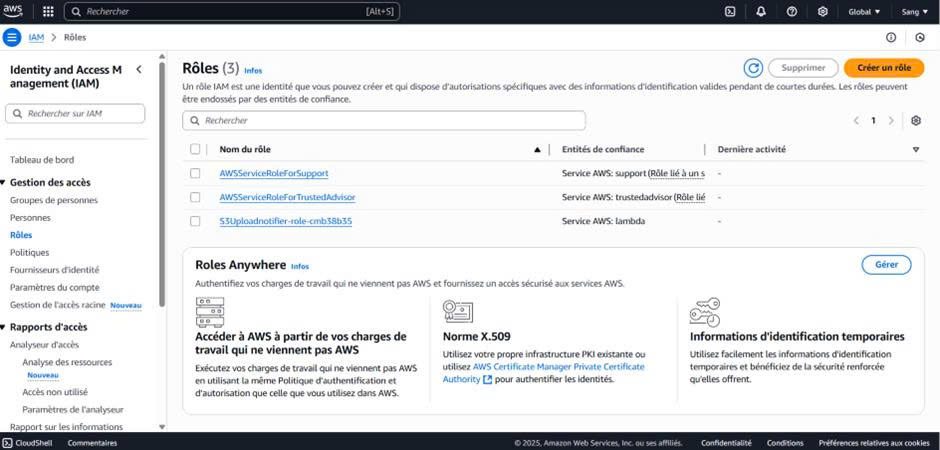 aws
Rechercher
[Alt+S]
Global
Sang
IAM > Rôles
Identity and Access M
anagement (IAM)
Rechercher sur IAM
Tableau de bord
Gestion des accès
Groupes de personnes
Personnes
Rôles
Politiques
Fournisseurs d'identité
Paramètres du compte
Gestion de l'accès racine Nouveau
Rapports d'accès
Analyseur d'accès
Analyse des ressources
Nouveau
Accès non utilisé
Paramètres de l'analyseur
Rapport sur les informations
Rôles (3) Infos
Supprimer
Créer un rôle
Un rôle IAM est une identité que vous pouvez créer et qui dispose d'autorisations spécifiques avec des informations d'identification valides pendant de courtes durées. Les rôles peuvent
être endossés par des entités de confiance.
Rechercher
1
Nom du rôle
Entités de confiance
Dernière activité
AWSServiceRoleForSupport
Service AWS: support (Rôle lié à un s
-
AWSServiceRoleForTrustedAdvisor
Service AWS: trustedadvisor (Rôle lié
-
S3Uploadnotifier-role-cmb38b35
Service AWS: lambda
-
Roles Anywhere Infos
Gérer
Authentifiez vos charges de travail qui ne viennent pas AWS et fournissez un accès sécurisé aux services AWS.
Accéder à AWS à partir de vos charges de
travail qui ne viennent pas AWS
Exécutez vos charges de travail qui ne viennent pas AWS
en utilisant la même Politique d'authentification et
d'autorisation que celle que vous utilisez dans AWS.
Norme X.509
Utilisez votre propre infrastructure PKI existante ou
utilisez AWS Certificate Manager Private Certificate
Authority pour authentifier les identités.
Informations d'identification temporaires
Utilisez facilement les informations d'identification
temporaires et bénéficiez de la sécurité renforcée
qu'elles offrent.
CloudShell
Commentaires
© 2025, Amazon Web Services, Inc. ou ses affiliés.
Confidentialité
Conditions
Préférences relatives aux cookies